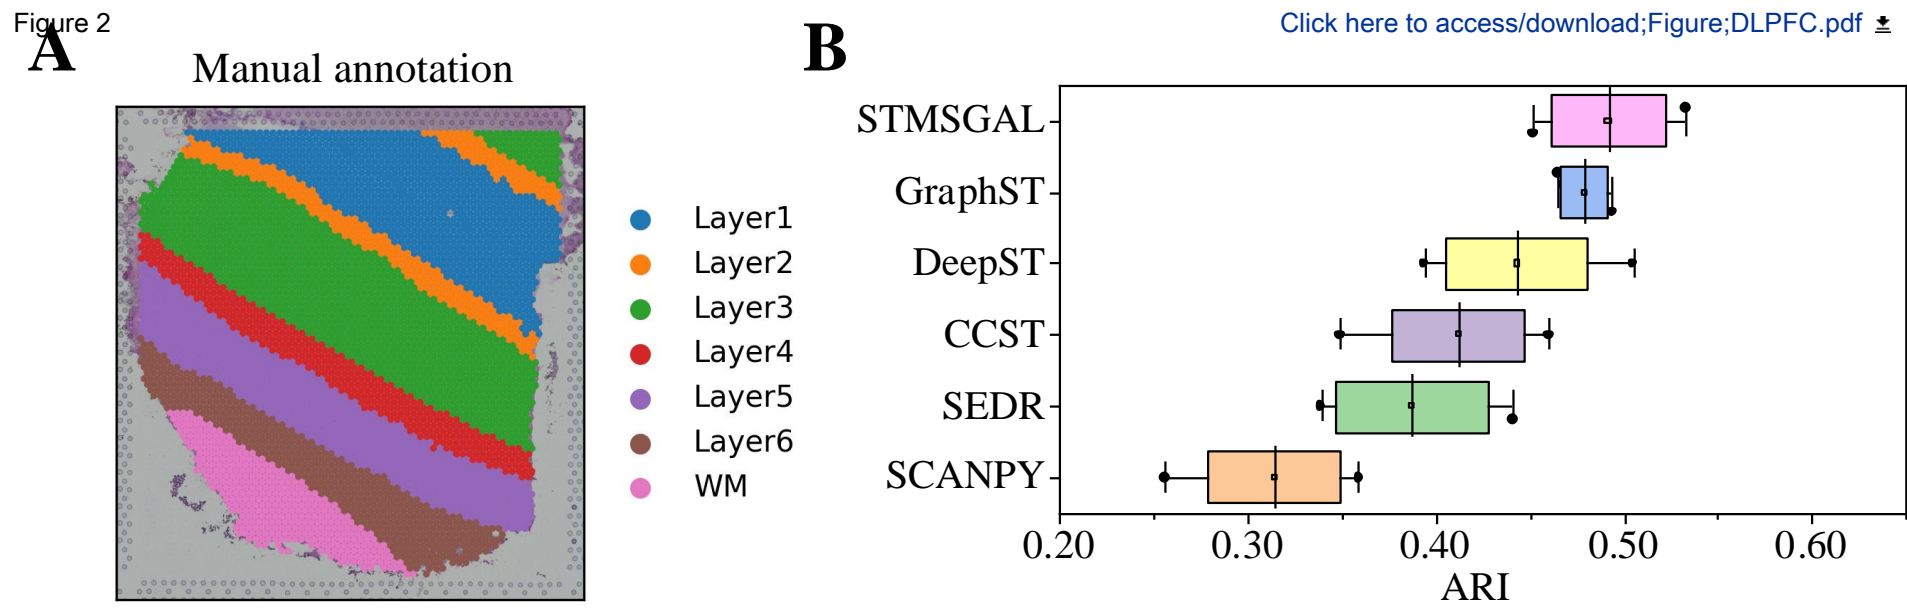 Figure 2
Click here to access/download;Figure;DLPFC.pdf
A
Manual annotation
Layer1
Layer2
Layer3
Layer4
Layer5
Layer6
WM
B
STMSGAL
GraphST
DeepST
CCST
SEDR
SCANPY
0.20 0.30 0.40 0.50 0.60
ARI